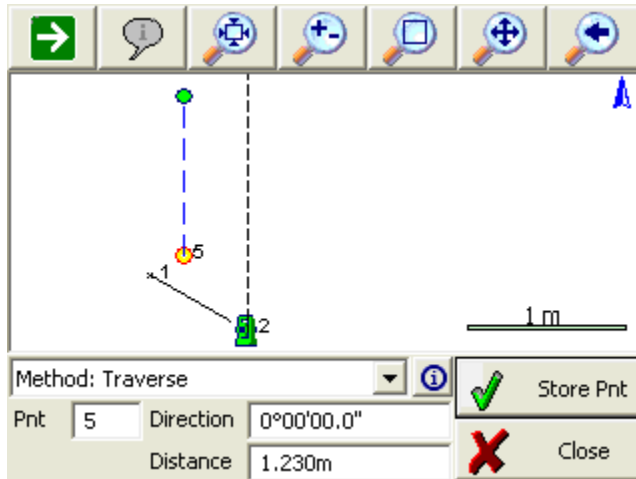 5
1
2
1 m
Method: Traverse
Store Pnt
Pnt 5 Direction 0°00'00.0"
Close
Distance 1.230m